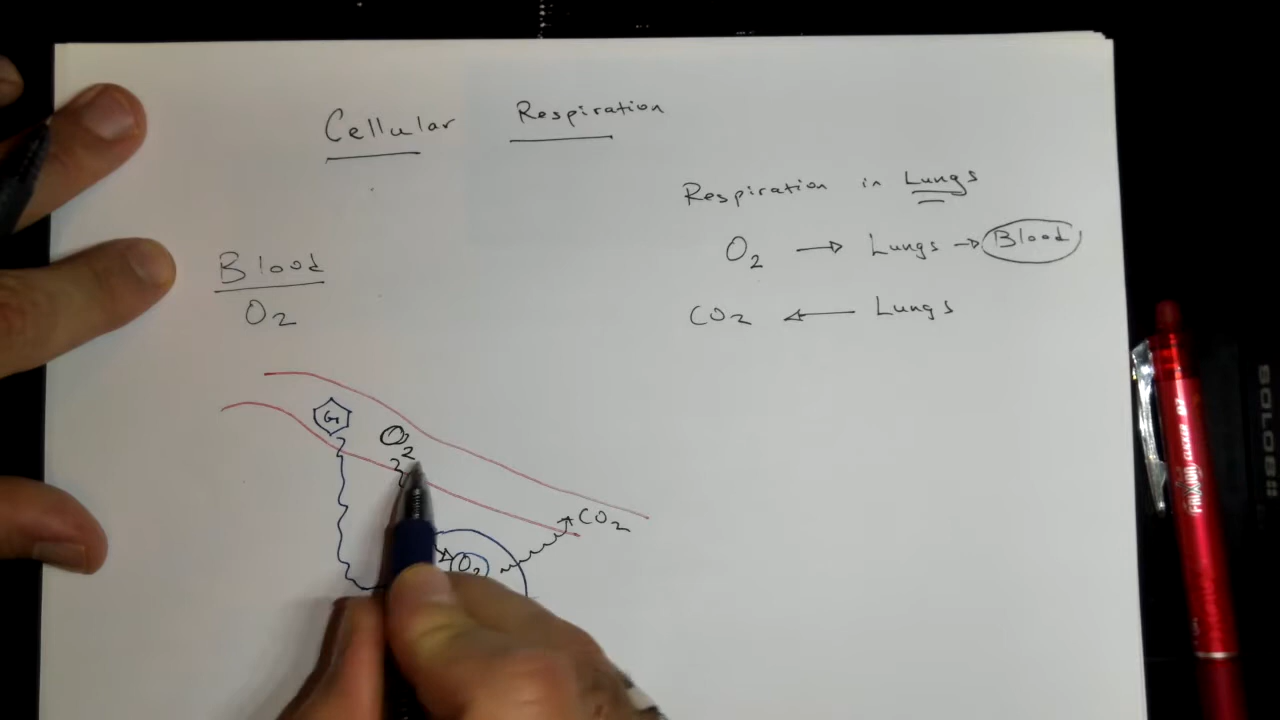 Cellular Respiration
Respiration in Lungs
O2 → Lungs → Blood
CO2 ← Lungs
Blood
O2
G
O2
CO2
O2